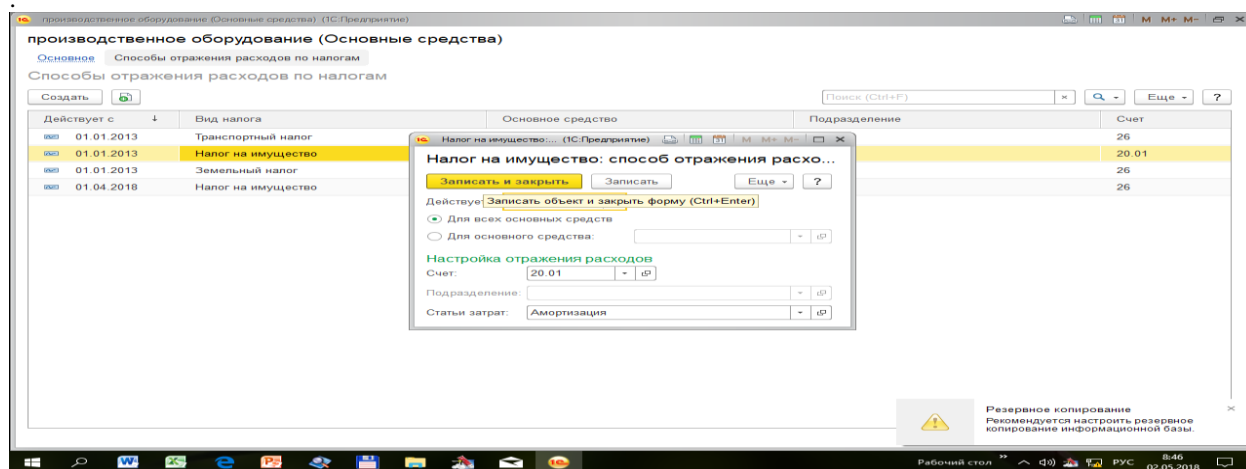 производственное оборудование (Основные средства) (1С:Предприятие) M M+ M-
производственное оборудование (Основные средства)
Основное Способы отражения расходов по налогам
Способы отражения расходов по налогам
Создать Поиск (Ctrl+F) × Еще ?
Действует с ↓ Вид налога Основное средство Подразделение Счет
01.01.2013 Транспортный налог 26
01.01.2013 Налог на имущество 20.01
01.01.2013 Земельный налог 26
01.04.2018 Налог на имущество 26
Налог на имущество:... (1С:Предприятие) 31 M M+ M-
Налог на имущество: способ отражения расхо...
Записать и закрыть Записать Еще ?
Действуе Записать объект и закрыть форму (Ctrl+Enter)
Для всех основных средств
Для основного средства:
Настройка отражения расходов
Счет: 20.01
Подразделение:
Статьи затрат: Амортизация
Резервное копирование
Рекомендуется настроить резервное
копирование информационной базы.
Рабочий стол » РУС 8:46
02.05.2018